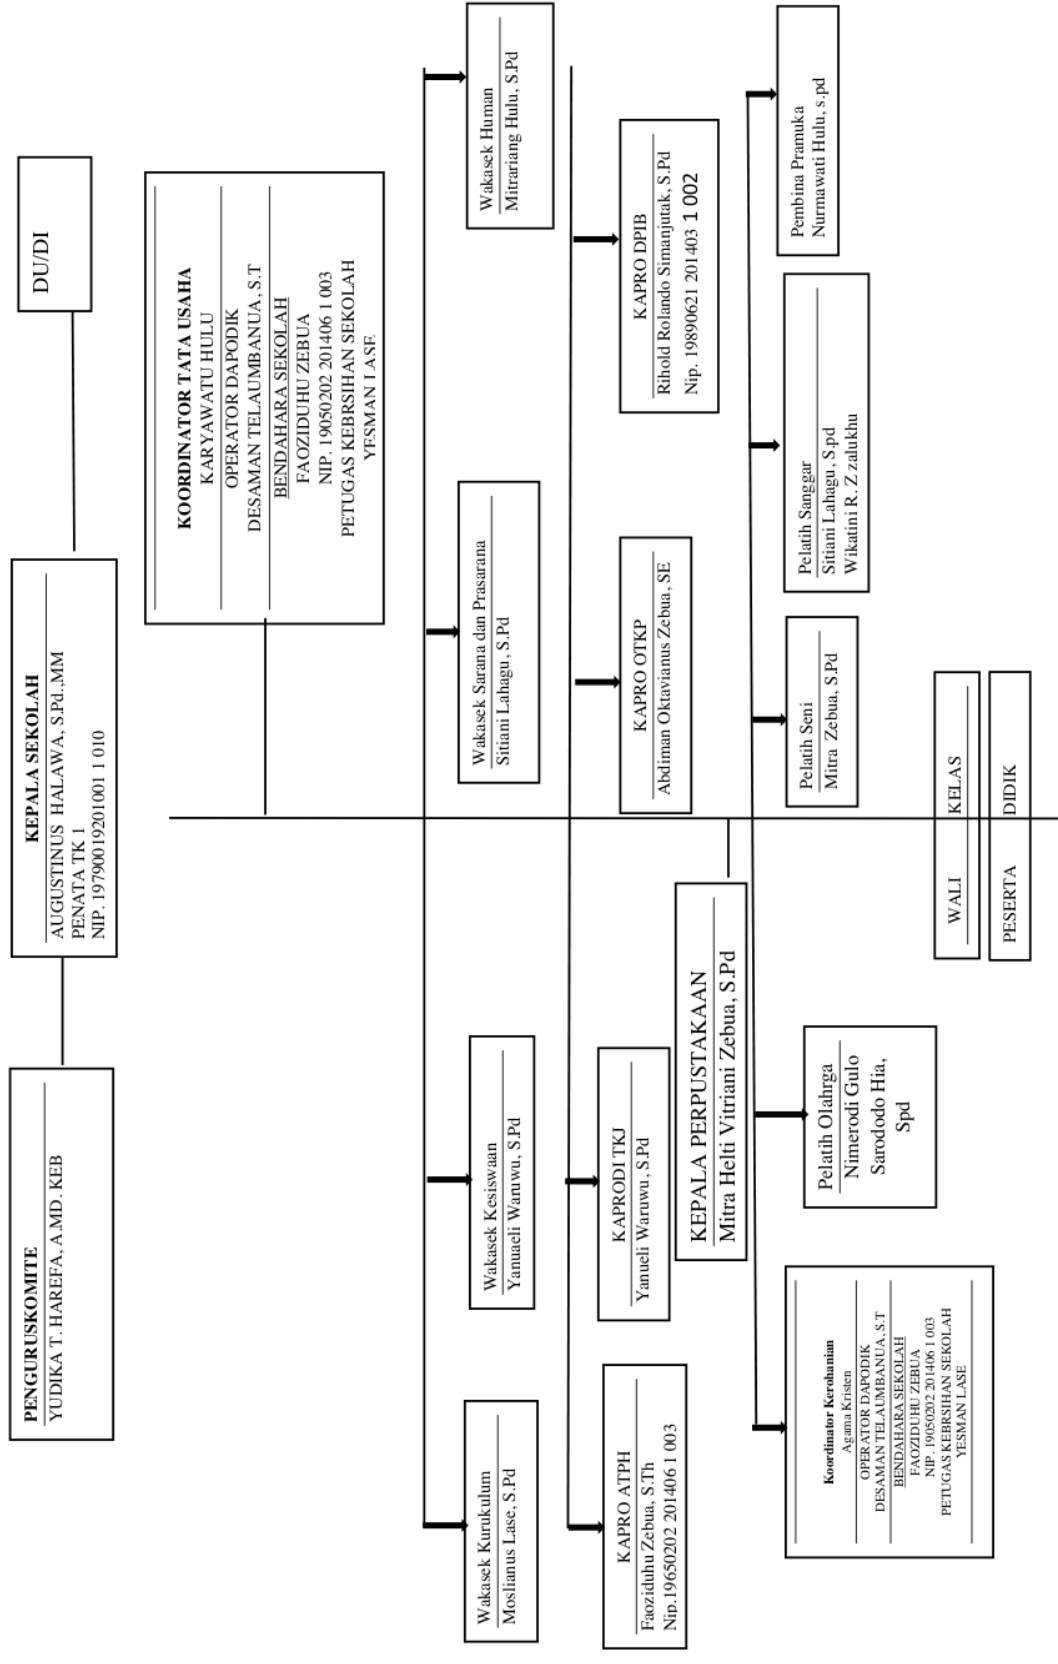 PENGURUSKOMITE
YUDIKA T. HAREFA, A.MD. KEB
KEPALA SEKOLAH
AUGUSTINUS HALAWA, S.Pd.,MM
PENATA TK 1
NIP. 19790019201001 1 010
DU/DI
KOORDINATOR TATA USAHA
KARYAWATU HULU
OPERATOR DAPODIK
DESAMAN TELAUMBANUA, S.T
BENDAHARA SEKOLAH
FAOZIDUHU ZEBUA
NIP. 19050202 201406 1 003
PETUGAS KEBRSIHAN SEKOLAH
YESMAN LASE
Wakasek Kurukulum
Moslianus Lase, S.Pd
Wakasek Kesiswaan
Yanuaeli Waruwu, S.Pd
Wakasek Sarana dan Prasarana
Sitiani Lahagu, S.Pd
Wakasek Human
Mitrariang Hulu, S.Pd
KAPRO ATPH
Faoziduhu Zebua, S.Th
Nip.19650202 201406 1 003
KAPRODI TKJ
Yanueli Waruwu, S.Pd
KAPRO OTKP
Abdiman Oktavianus Zebua, SE
KAPRO DPIB
Rihold Rolando Simanjutak, S.Pd
Nip. 19890621 201403 1 002
KEPALA PERPUSTAKAAN
Mitra Helti Vitriani Zebua, S.Pd
Koordinator Kerohanian
Agama Kristen
OPERATOR DAPODIK
DESAMAN TELAUMBANUA, S.T
BENDAHARA SEKOLAH
FAOZIDUHU ZEBUA
NIP. 19050202 201406 1 003
PETUGAS KEBRSIHAN SEKOLAH
YESMAN LASE
Pelatih Olahrga
Nimerodi Gulo
Sarododo Hia,
Spd
Pelatih Seni
Mitra Zebua, S.Pd
Pelatih Sanggar
Sitiani Lahagu, S.pd
Wikatini R. Z zalukhu
Pembina Pramuka
Nurmawati Hulu, s.pd
WALI KELAS
PESERTA DIDIK